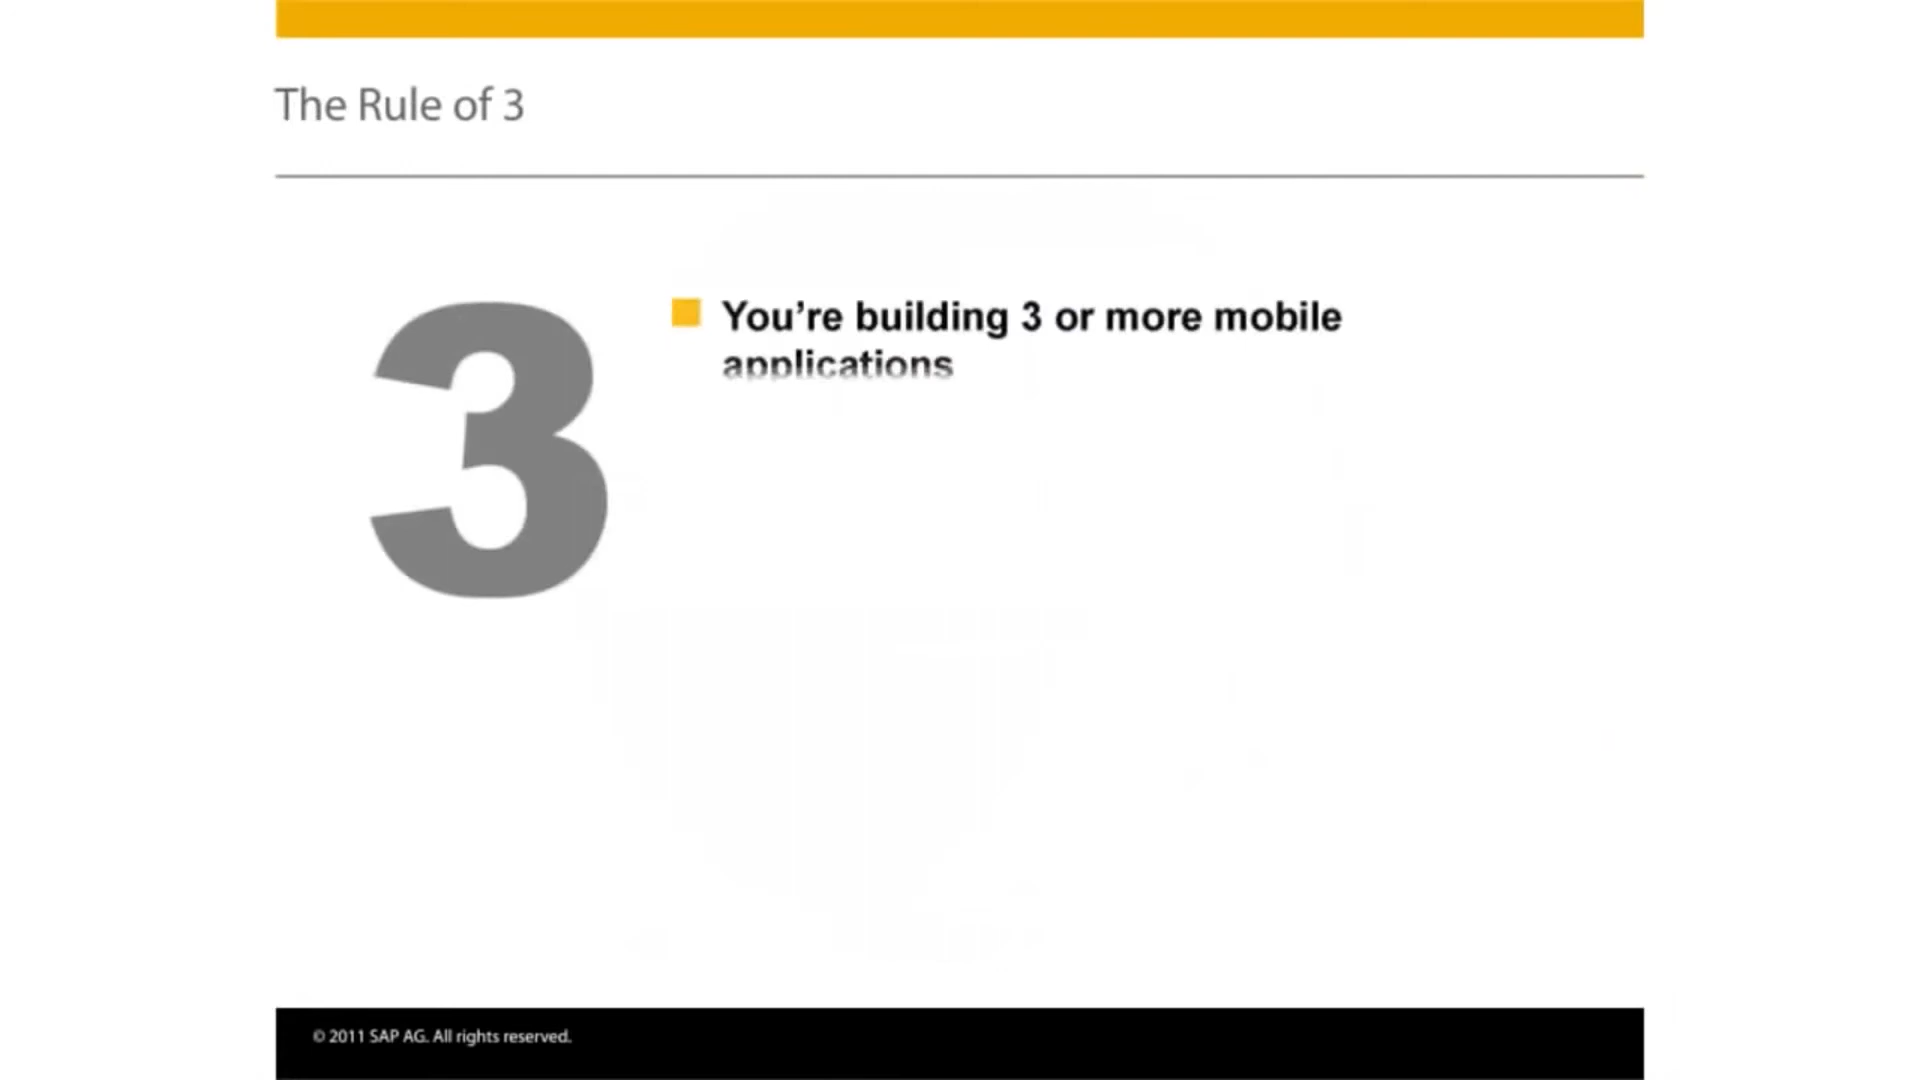 The Rule of 3
3
You're building 3 or more mobile
applications
© 2011 SAP AG. All rights reserved.